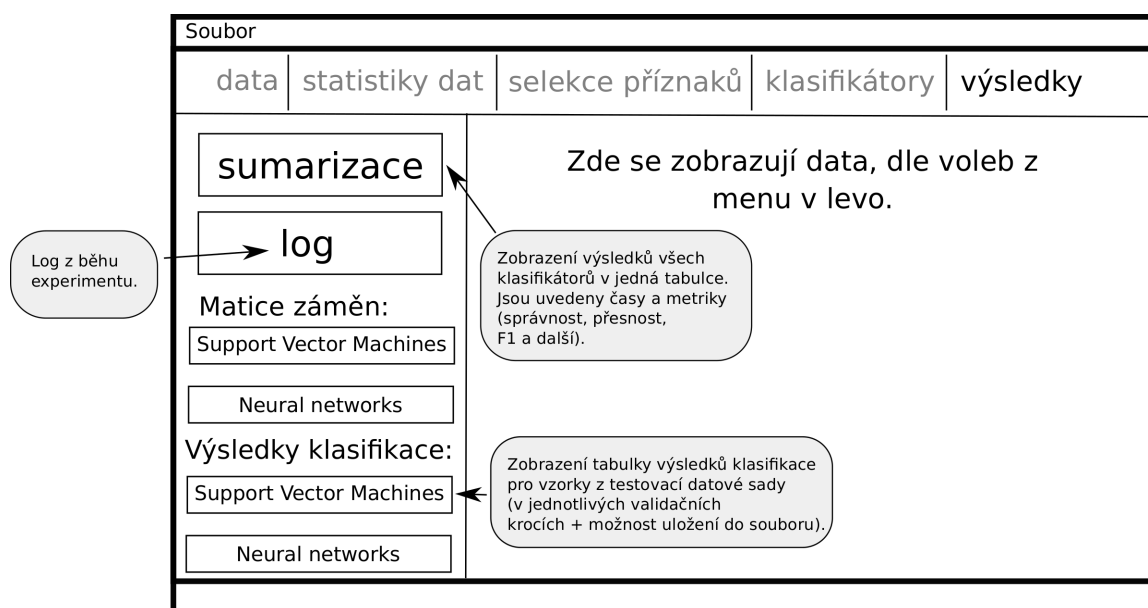 Soubor
data
statistiky dat
selekce příznaků
klasifikátory
výsledky
sumarizace
log
Log z běhu
experimentu.
Matice záměn:
Support Vector Machines
Neural networks
Výsledky klasifikace:
Support Vector Machines
Neural networks
Zde se zobrazují data, dle voleb z
menu v levo.
Zobrazení výsledků všech
klasifikátorů v jedná tabulce.
Jsou uvedeny časy a metriky
(správnost, přesnost,
F1 a další).
Zobrazení tabulky výsledků klasifikace
pro vzorky z testovací datové sady
(v jednotlivých validačních
krocích + možnost uložení do souboru).